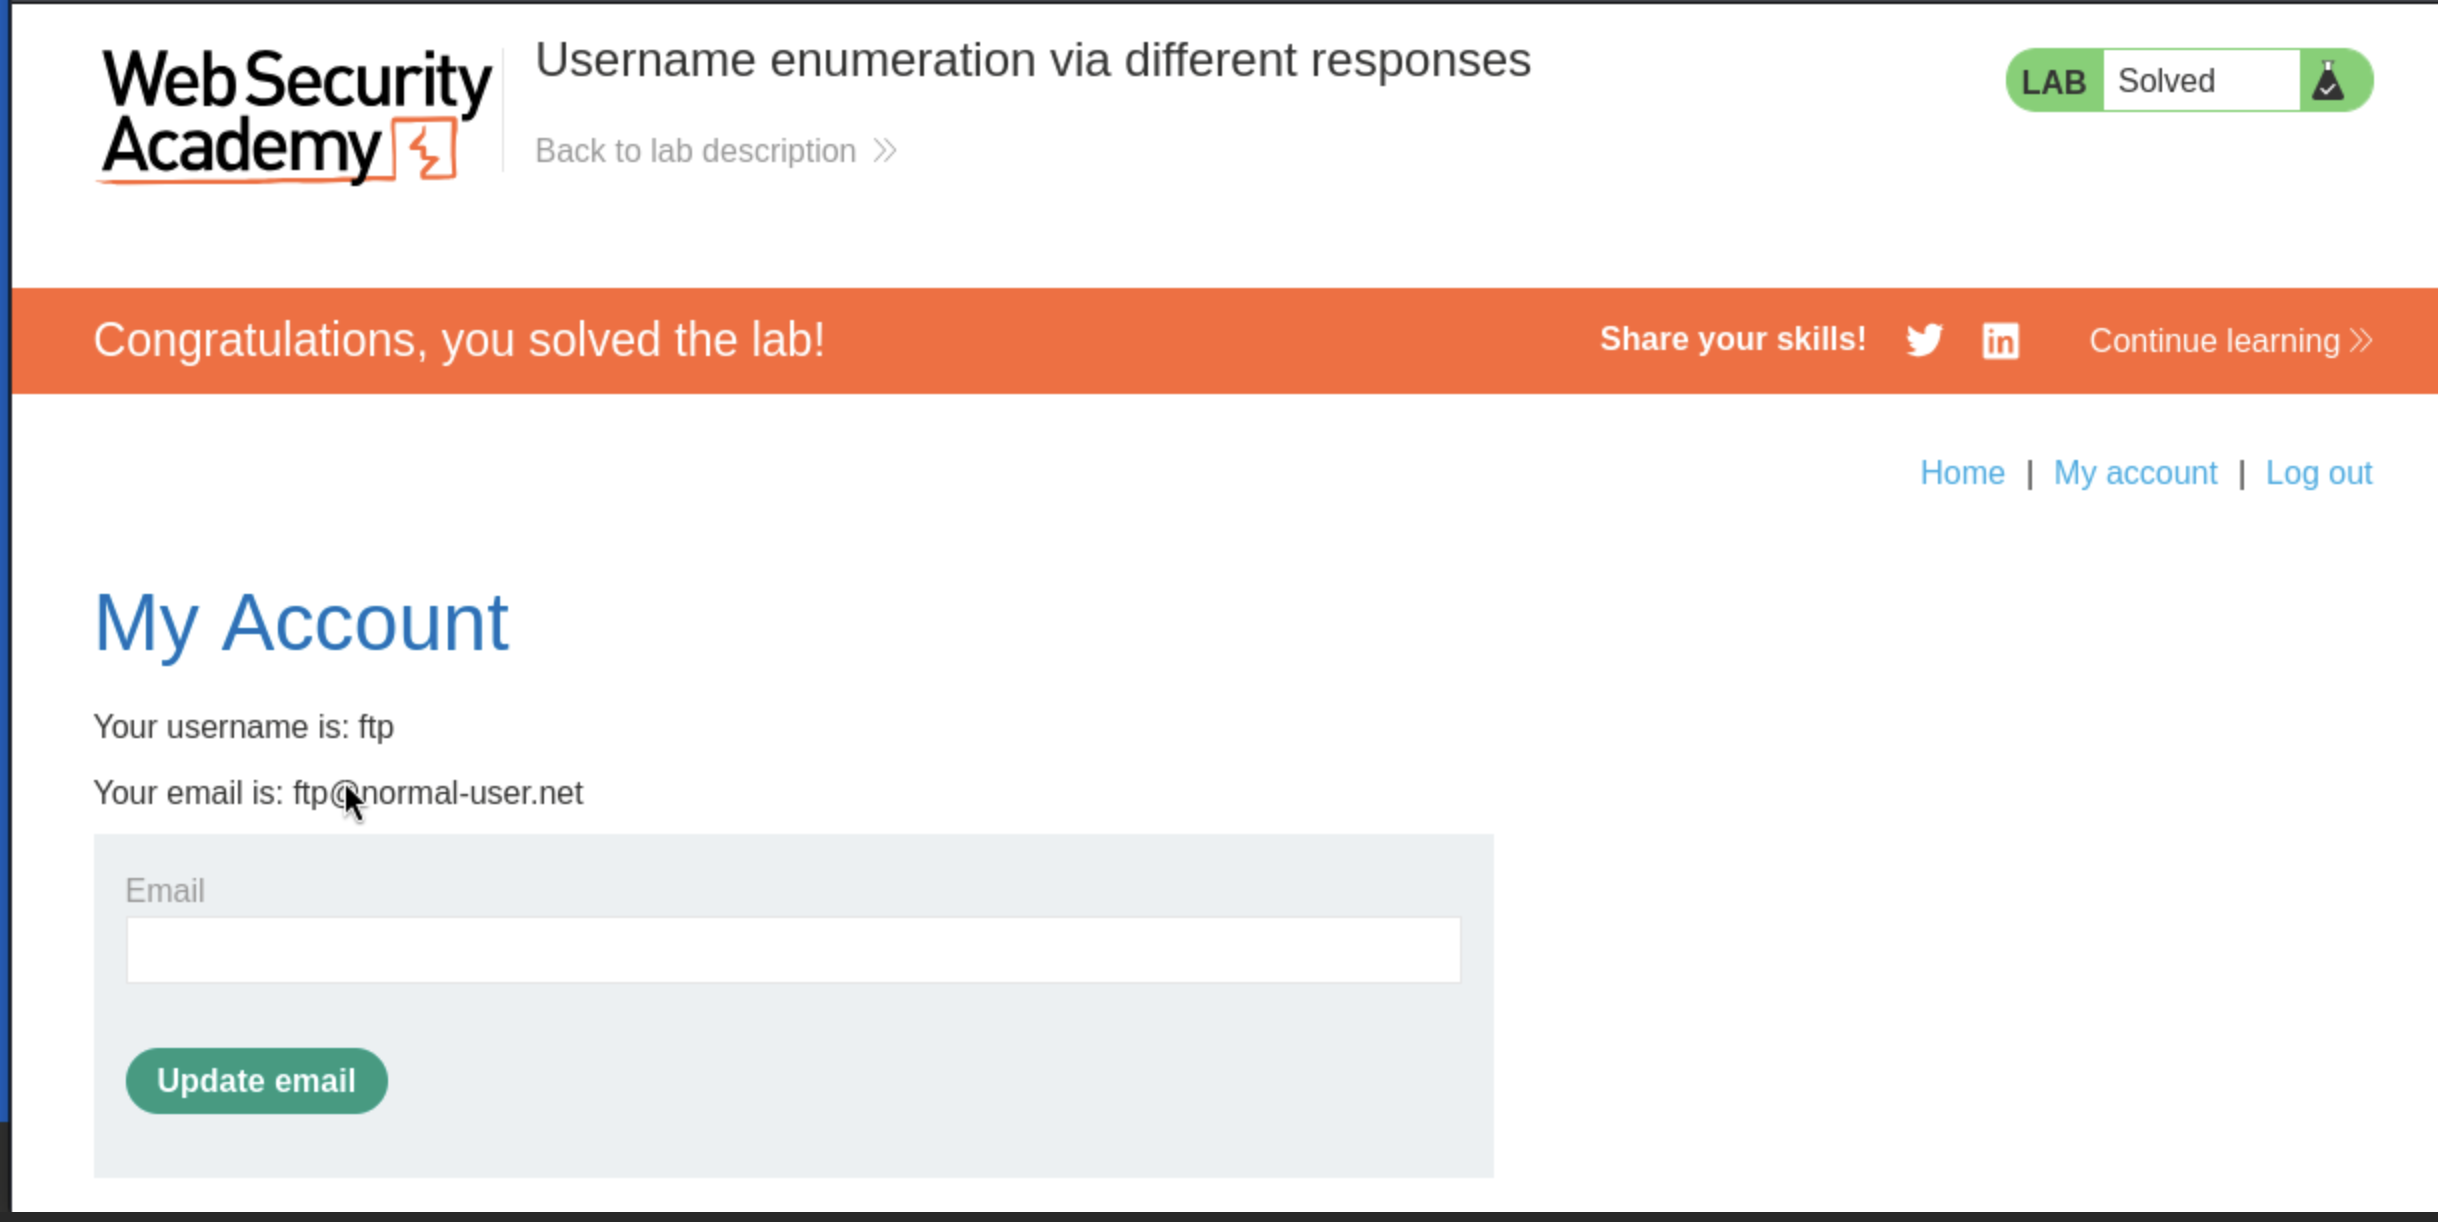 Web Security
Academy
Username enumeration via different responses
Back to lab description
LAB Solved
Congratulations, you solved the lab!
Share your skills!
in
Continue learning
Home | My account | Log out
My Account
Your username is: ftp
Your email is: ftp@normal-user.net
Email
Update email